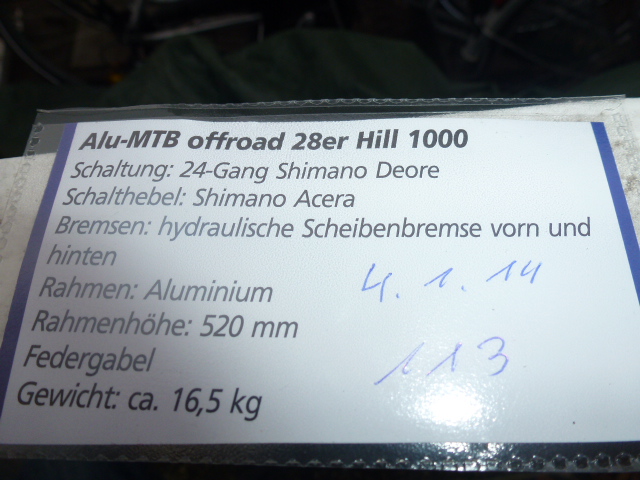 Alu-MTB offroad 28er Hill 1000
Schaltung: 24-Gang Shimano Deore
Schalthebel: Shimano Acera
Bremsen: hydraulische Scheibenbremse vorn und
hinten
Rahmen: Aluminium
4. 1. 14
Rahmenhöhe: 520 mm
Federgabel
113
Gewicht: ca. 16,5 kg